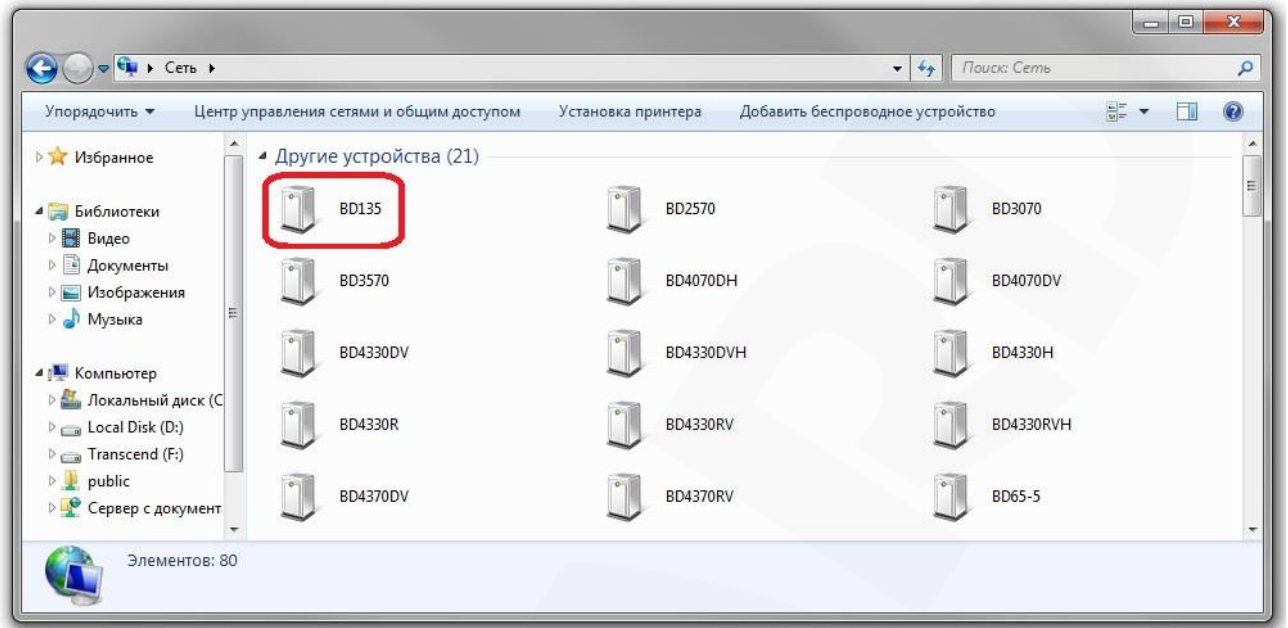 Сеть
Поиск: Сеть
Упорядочить Центр управления сетями и общим доступом Установка принтера Добавить беспроводное устройство
Избранное
Библиотеки
Видео
Документы
Изображения
Музыка
Компьютер
Локальный диск (C
Local Disk (D:)
Transcend (F:)
public
Сервер с документ
Другие устройства (21)
BD135 BD2570 BD3070
BD3570 BD4070DH BD4070DV
BD4330DV BD4330DVH BD4330H
BD4330R BD4330RV BD4330RVH
BD4370DV BD4370RV BD65-5
Элементов: 80